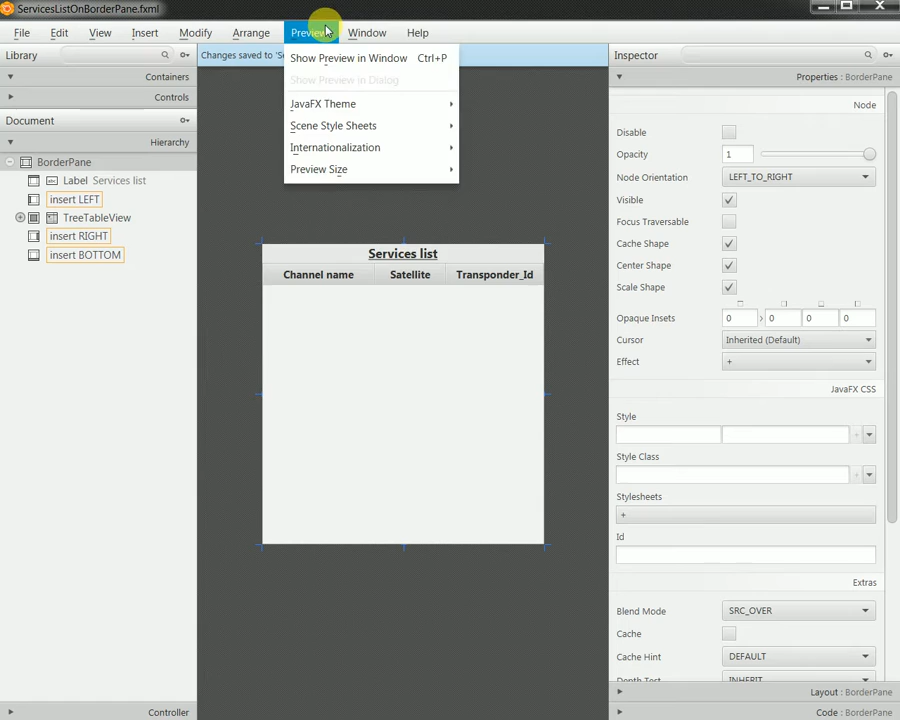 ServicesListOnBorderPane.fxml
File Edit View Insert Modify Arrange Preview Window Help
Library
Containers
Controls
Document
Hierarchy
BorderPane
Label Services list
insert LEFT
TreeTableView
insert RIGHT
insert BOTTOM
Controller
Changes saved to 'Se
Show Preview in Window Ctrl+P
Show Preview in Dialog
JavaFX Theme
Scene Style Sheets
Internationalization
Preview Size
Services list
Channel name Satellite Transponder_Id
Inspector
Properties : BorderPane
Node
Disable
Opacity 1
Node Orientation LEFT_TO_RIGHT
Visible
Focus Traversable
Cache Shape
Center Shape
Scale Shape
Opaque Insets 0 0 0 0
Cursor Inherited (Default)
Effect +
JavaFX CSS
Style
Style Class
Stylesheets
+
Id
Extras
Blend Mode SRC_OVER
Cache
Cache Hint DEFAULT
Depth Test INHERIT
Layout : BorderPane
Code : BorderPane